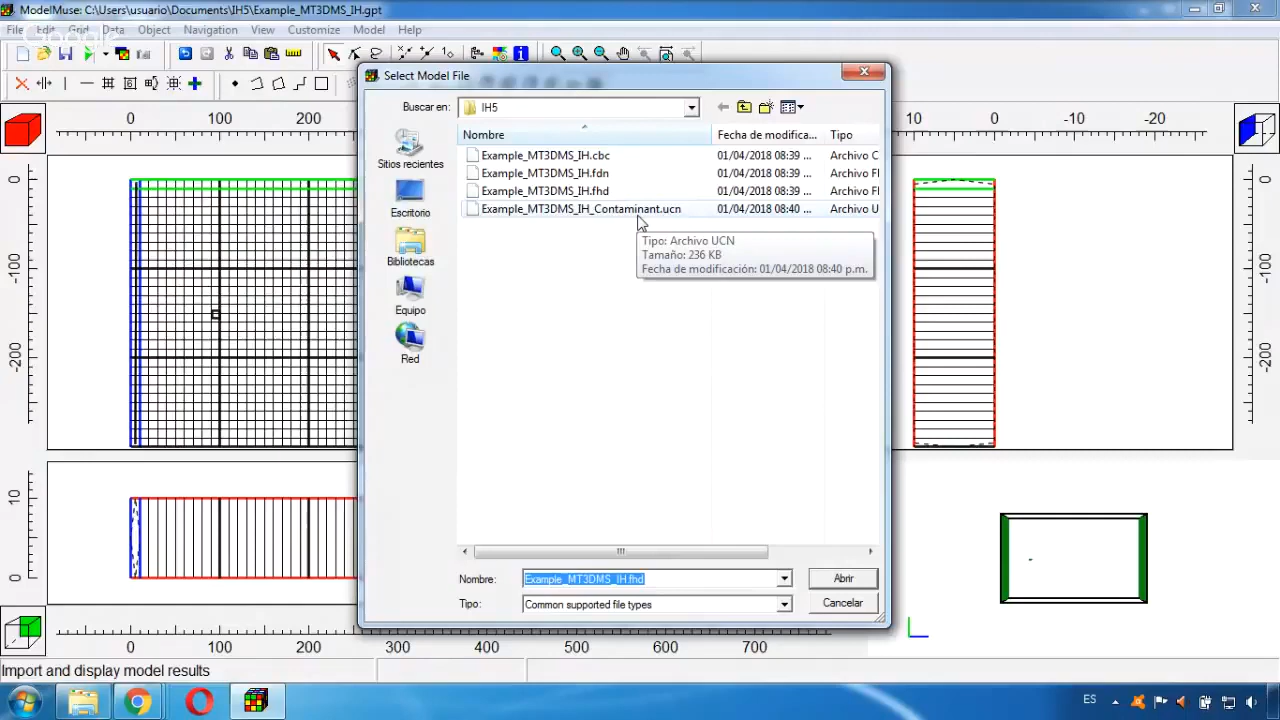 ModelMuse: C:\Users\usuario\Documents\IH5\Example_MT3DMS_IH.gpt
File Edit Grid Data Object Navigation View Customize Model Help
Google
Select Model File
Buscar en: IH5
Nombre Fecha de modifica... Tipo
Example_MT3DMS_IH.cbc 01/04/2018 08:39 ... Archivo C
Example_MT3DMS_IH.fdn 01/04/2018 08:39 ... Archivo FI
Example_MT3DMS_IH.fhd 01/04/2018 08:39 ... Archivo FI
Example_MT3DMS_IH_Contaminant.ucn 01/04/2018 08:40 ... Archivo U
Tipo: Archivo UCN
Tamaño: 236 KB
Fecha de modificación: 01/04/2018 08:40 p.m.
Sitios recientes
Escritorio
Bibliotecas
Equipo
Red
Nombre: Example_MT3DMS_IH.fhd Abrir
Tipo: Common supported file types Cancelar
0 100 200
10 0 -10 -20
0
-100
-200
0
-100
-200
10
0
0 100 200 300 400 500 600 700
Import and display model results
ES